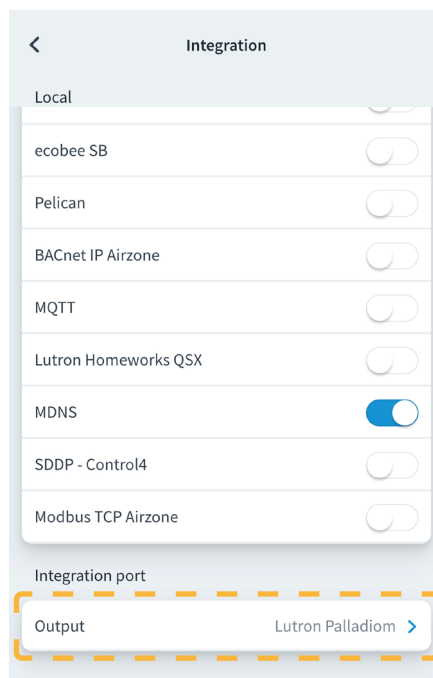 Integration
Local
ecobee SB
Pelican
BACnet IP Airzone
MQTT
Lutron Homeworks QSX
MDNS
SDDP - Control4
Modbus TCP Airzone
Integration port
Output Lutron Palladiom